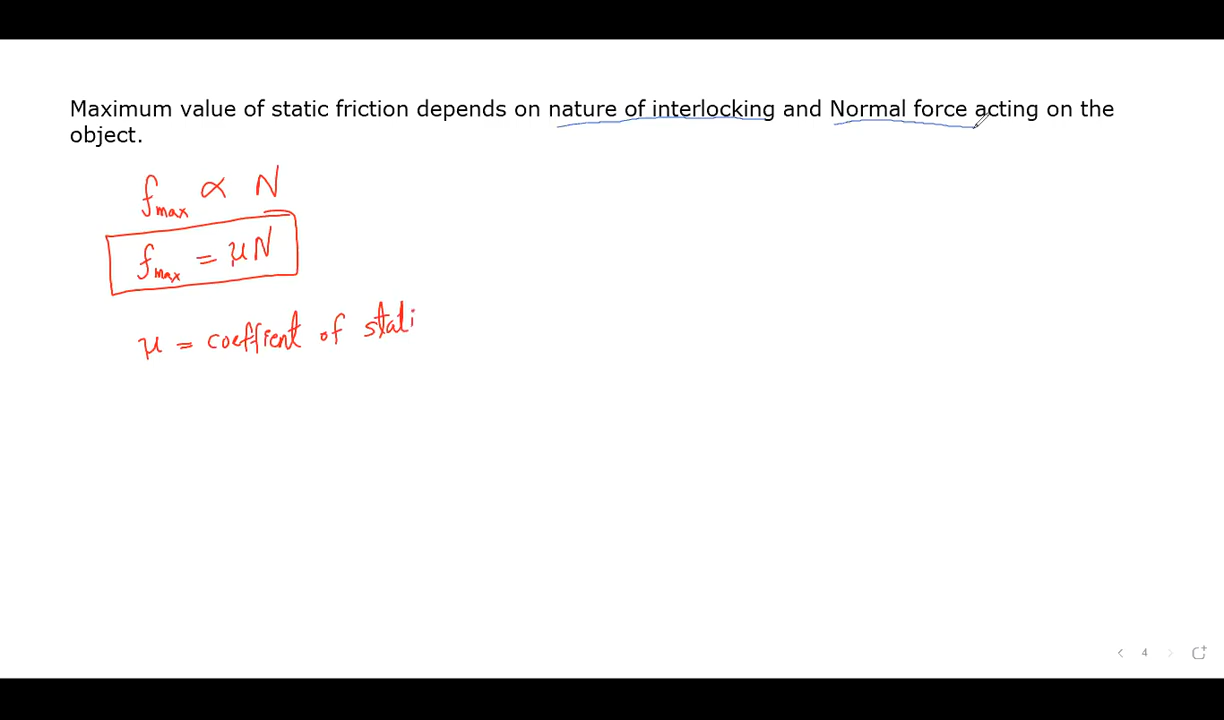 Maximum value of static friction depends on nature of interlocking and Normal force acting on the
object.
fmax ∝ N
fmax = μN
μ = coeffient of stati
4